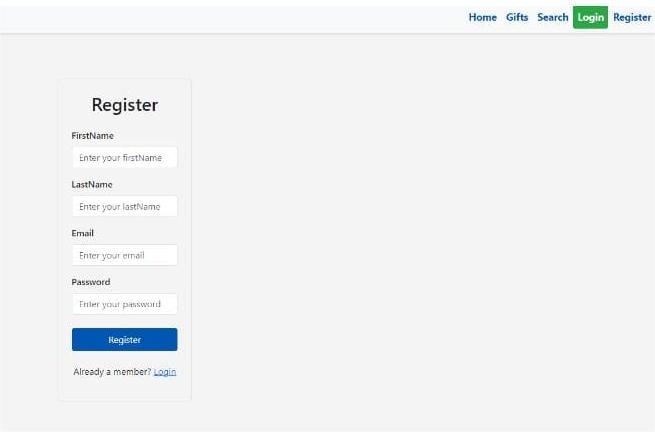 Home Gifts Search Login Register
Register
FirstName
Enter your firstName
LastName
Enter your lastName
Email
Enter your email
Password
Enter your password
Register
Already a member? Login